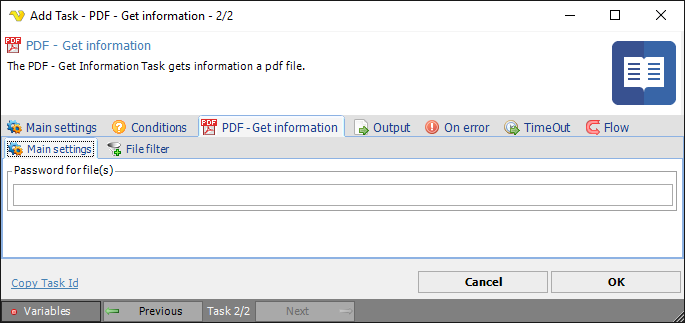 Add Task - PDF - Get information - 2/2
PDF
PDF - Get information
The PDF - Get Information Task gets information a pdf file.
Main settings
Conditions
PDF
PDF - Get information
Output
On error
TimeOut
Flow
Main settings
File filter
Password for file(s)
Copy Task Id
Cancel
OK
Variables
Previous
Task 2/2
Next